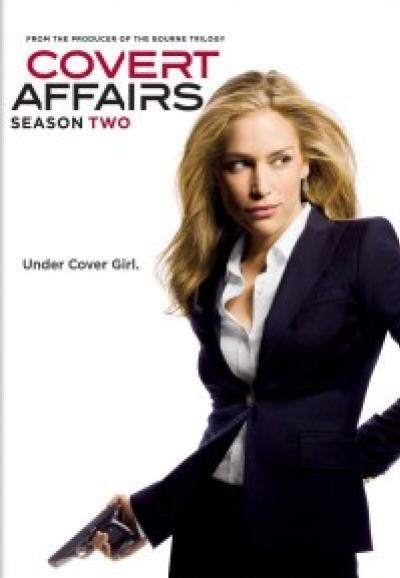 FROM THE PRODUCER OF THE BOURNE TRILOGY
COVERT
AFFAIRS
SEASON TWO
Under Cover Girl.